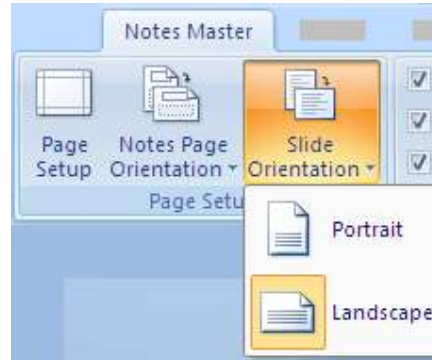 Notes Master
Page Setup
Notes Page Orientation
Slide Orientation
Page Setu
Portrait
Landscape